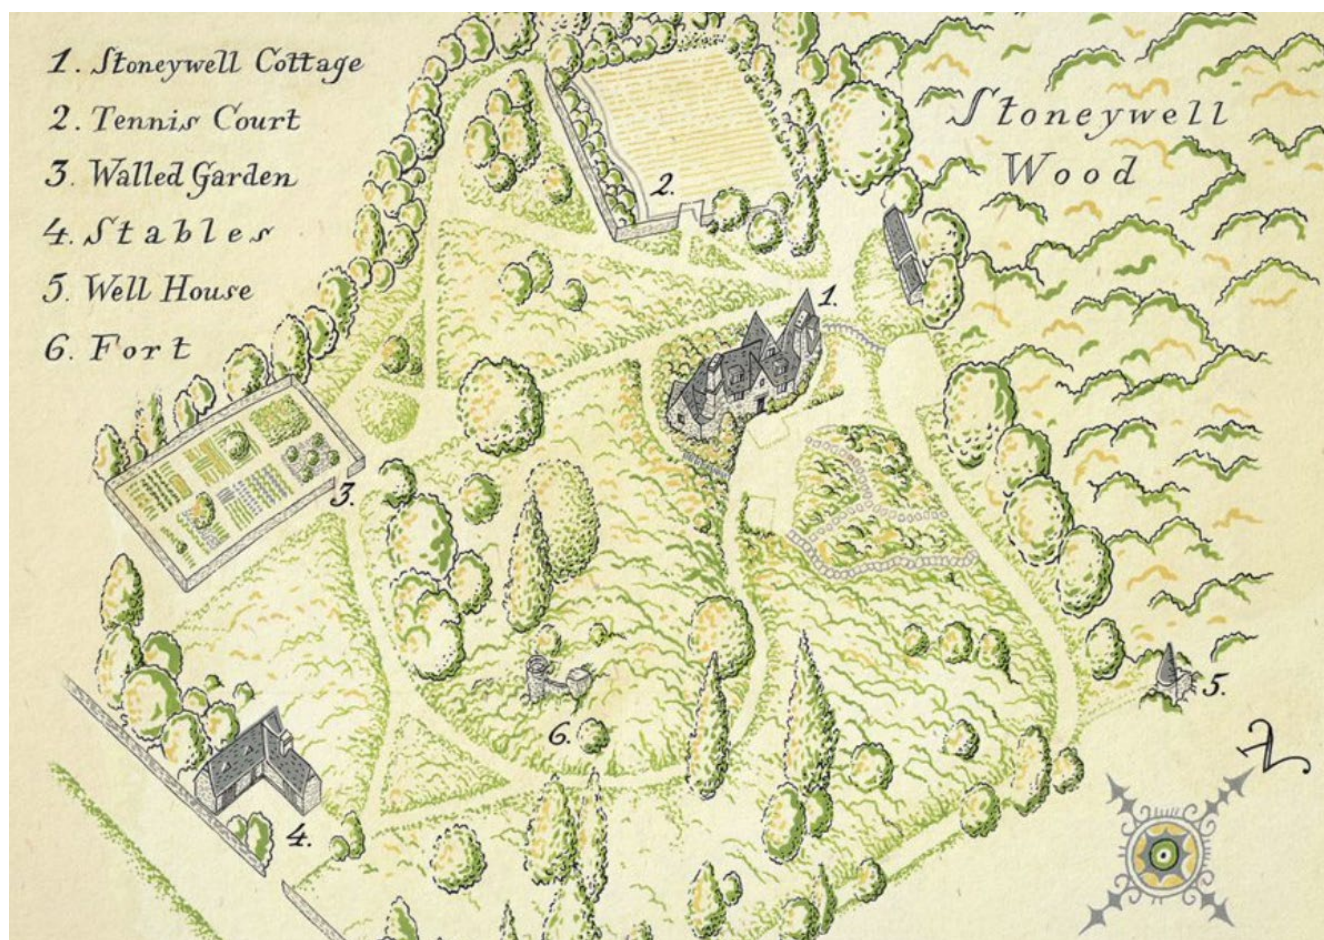 1. Stoneywell Cottage
2. Tennis Court
3. Walled Garden
4. Stables
5. Well House
6. Fort
Stoneywell
Wood
2.
1.
3.
6.
5.
4.
N